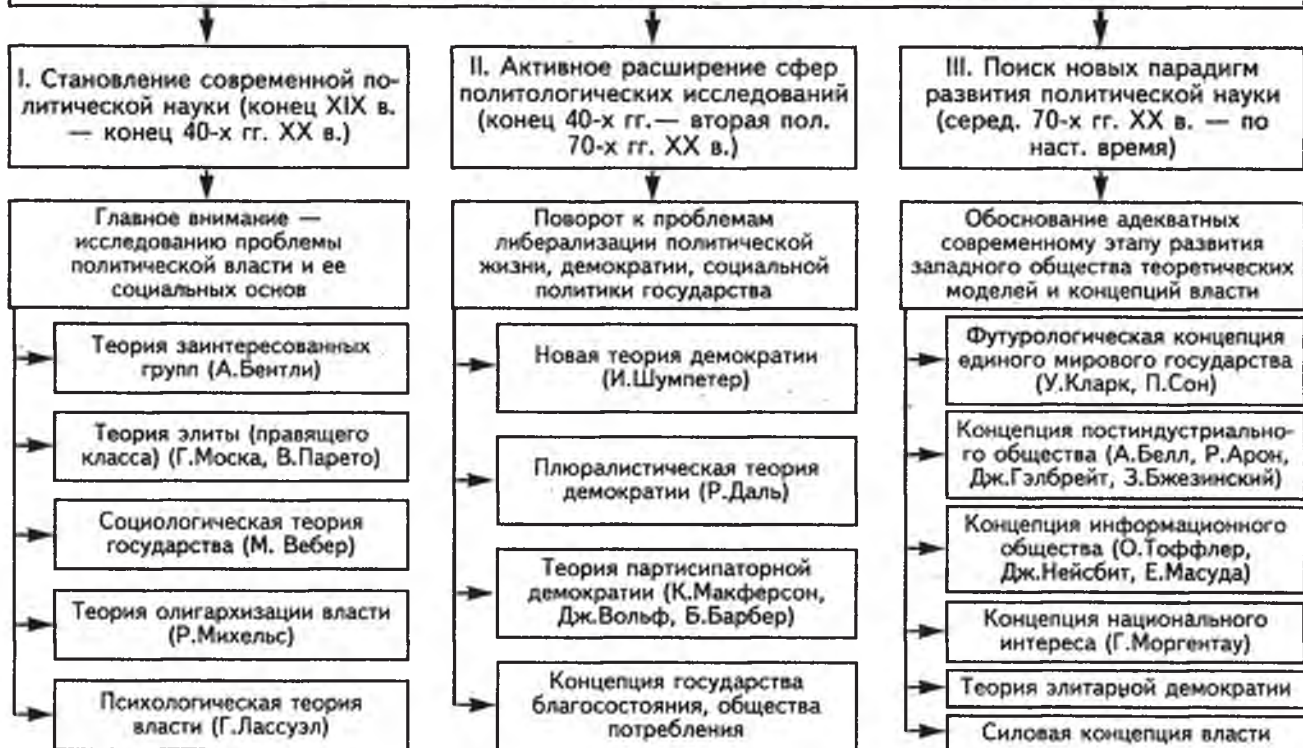 I. Становление современной по-
литической науки (конец XIX в.
— конец 40-х гг. XX в.)
Главное внимание —
исследованию проблемы
политической власти и ее
социальных основ
Теория заинтересованных
групп (А.Бентли)
Теория элиты (правящего
класса) (Г.Моска, В.Парето)
Социологическая теория
государства (М. Вебер)
Теория олигархизации власти
(Р.Михельс)
Психологическая теория
власти (Г.Лассуэл)
II. Активное расширение сфер
политологических исследований
(конец 40-х гг.— вторая пол.
70-х гг. XX в.)
Поворот к проблемам
либерализации политической
жизни, демократии, социальной
политики государства
Новая теория демократии
(И.Шумпетер)
Плюралистическая теория
демократии (Р.Даль)
Теория партисипаторной
демократии (К.Макферсон,
Дж.Вольф, Б.Барбер)
Концепция государства
благосостояния, общества
потребления
III. Поиск новых парадигм
развития политической науки
(серед. 70-х гг. XX в. — по
наст. время)
Обоснование адекватных
современному этапу развития
западного общества теоретических
моделей и концепций власти
Футурологическая концепция
единого мирового государства
(У.Кларк, П.Сон)
Концепция постиндустриально-
го общества (А.Белл, Р.Арон,
Дж.Гэлбрейт, З.Бжезинский)
Концепция информационного
общества (О.Тоффлер,
Дж.Нейсбит, Е.Масуда)
Концепция национального
интереса (Г.Моргентау)
Теория элитарной демократии
Силовая концепция власти